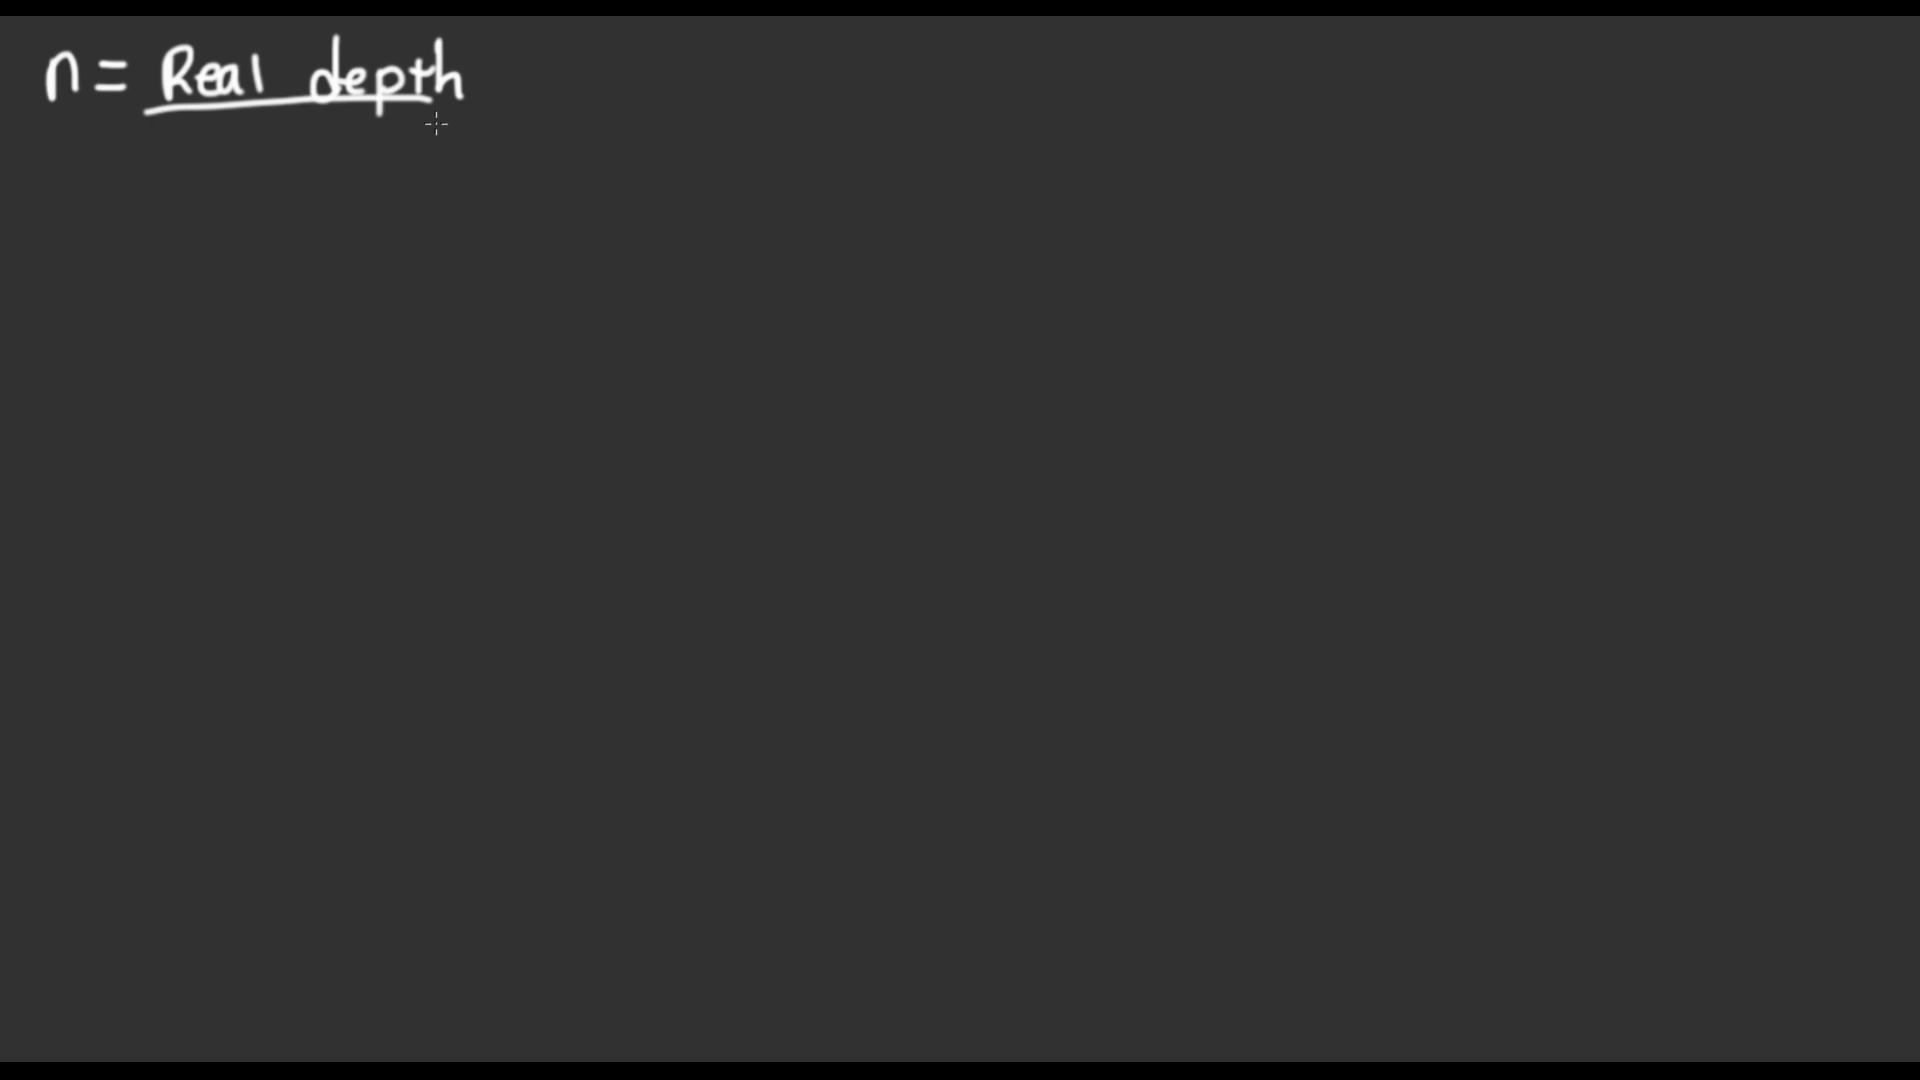 n = Real depth